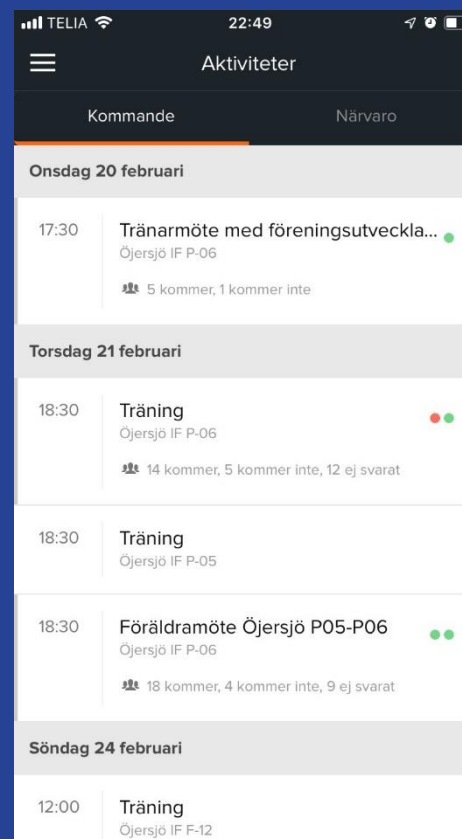 TELIA 22:49
Aktiviteter
Kommande Närvaro
Onsdag 20 februari
17:30 Tränarmöte med föreningsutveckla...
Öjersjö IF P-06
5 kommer, 1 kommer inte
Torsdag 21 februari
18:30 Träning
Öjersjö IF P-06
14 kommer, 5 kommer inte, 12 ej svarat
18:30 Träning
Öjersjö IF P-05
18:30 Föräldramöte Öjersjö P05-P06
Öjersjö IF P-06
18 kommer, 4 kommer inte, 9 ej svarat
Söndag 24 februari
12:00 Träning
Öjersjö IF F-12